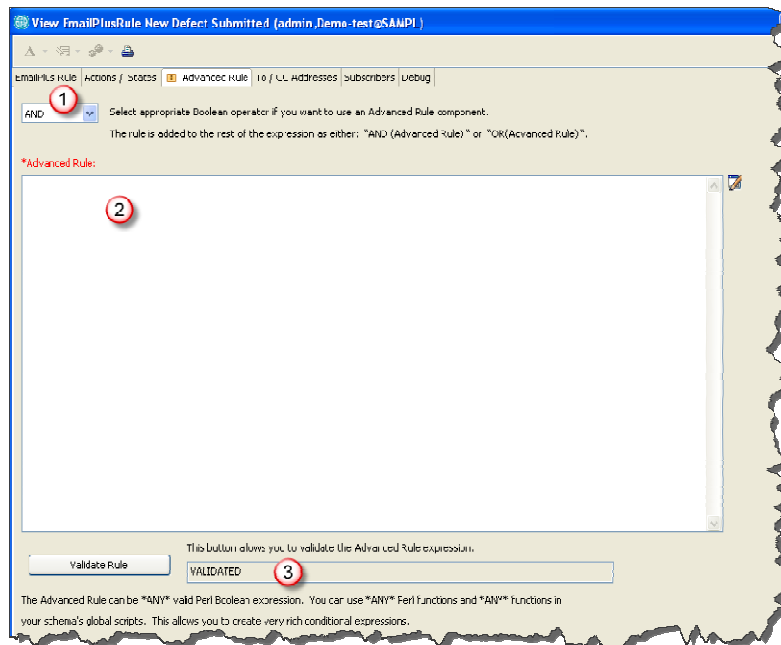 View EmailPlusRule New Defect Submitted (admin,Demo-test@SAMPL)
A
EmailPlus Rule Actions / States Advanced Rule To / CC Addresses Subscribers Debug
1
AND Select appropriate Boolean operator if you want to use an Advanced Rule component.
The rule is added to the rest of the expression as either: "AND (Advanced Rule)" or "OR(Advanced Rule)".
*Advanced Rule:
2
This button allows you to validate the Advanced Rule expression.
Validate Rule VALIDATED 3
The Advanced Rule can be *ANY* valid Perl Boolean expression. You can use *ANY* Perl functions and *ANY* functions in
your schema's global scripts. This allows you to create very rich conditional expressions.